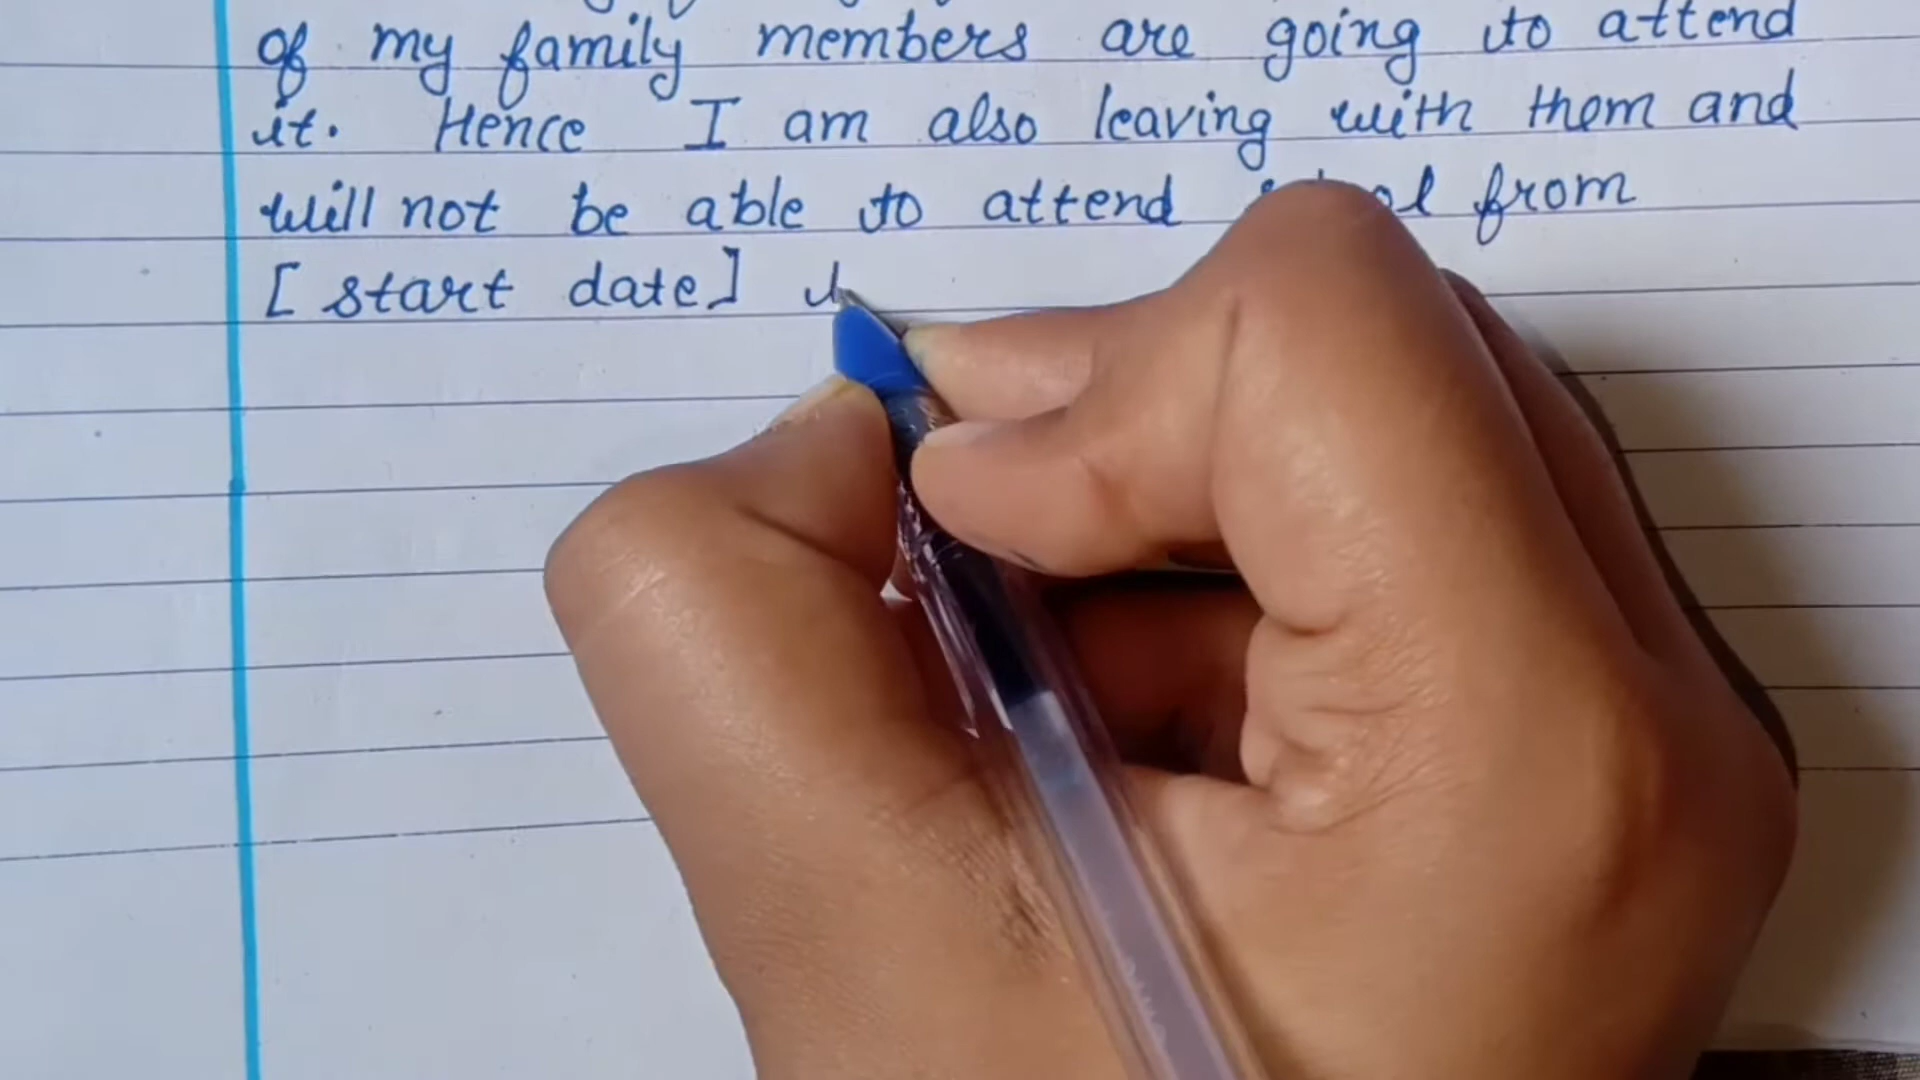 of my family members are going to attend
it. Hence I am also leaving with them and
will not be able to attend from
[start date]